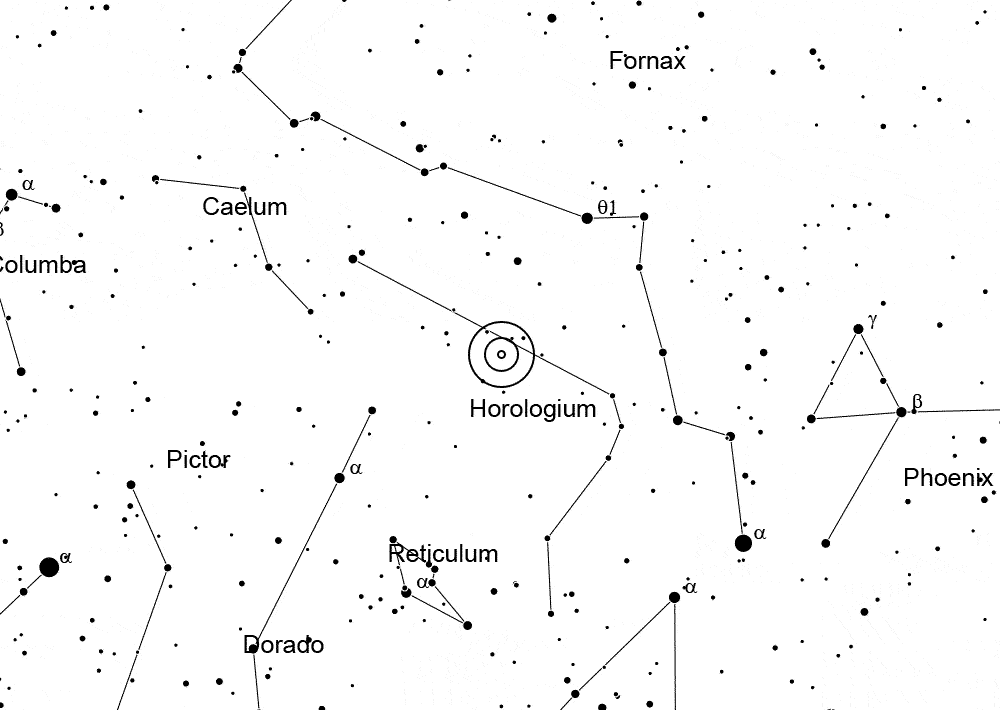 Fornax
α
Caelum
θ1
β
Columba
γ
β
Horologium
Pictor
α
Phoenix
α
Reticulum
α
α
α
Dorado